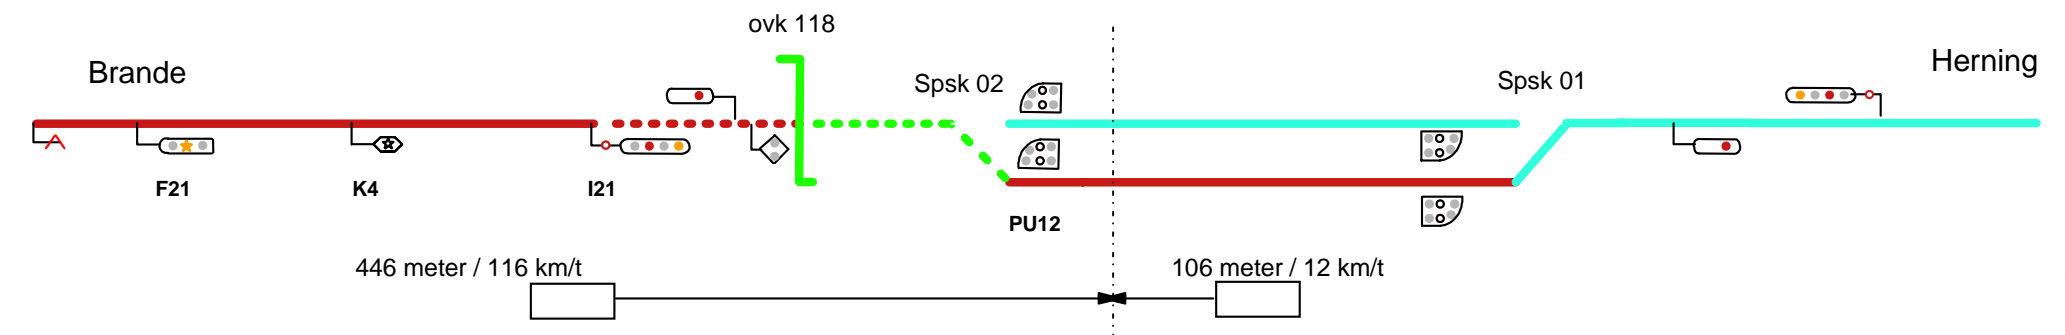 ovk 118
Brande
Spsk 02
Spsk 01
Herning
F21
K4
I21
PU12
446 meter / 116 km/t
106 meter / 12 km/t